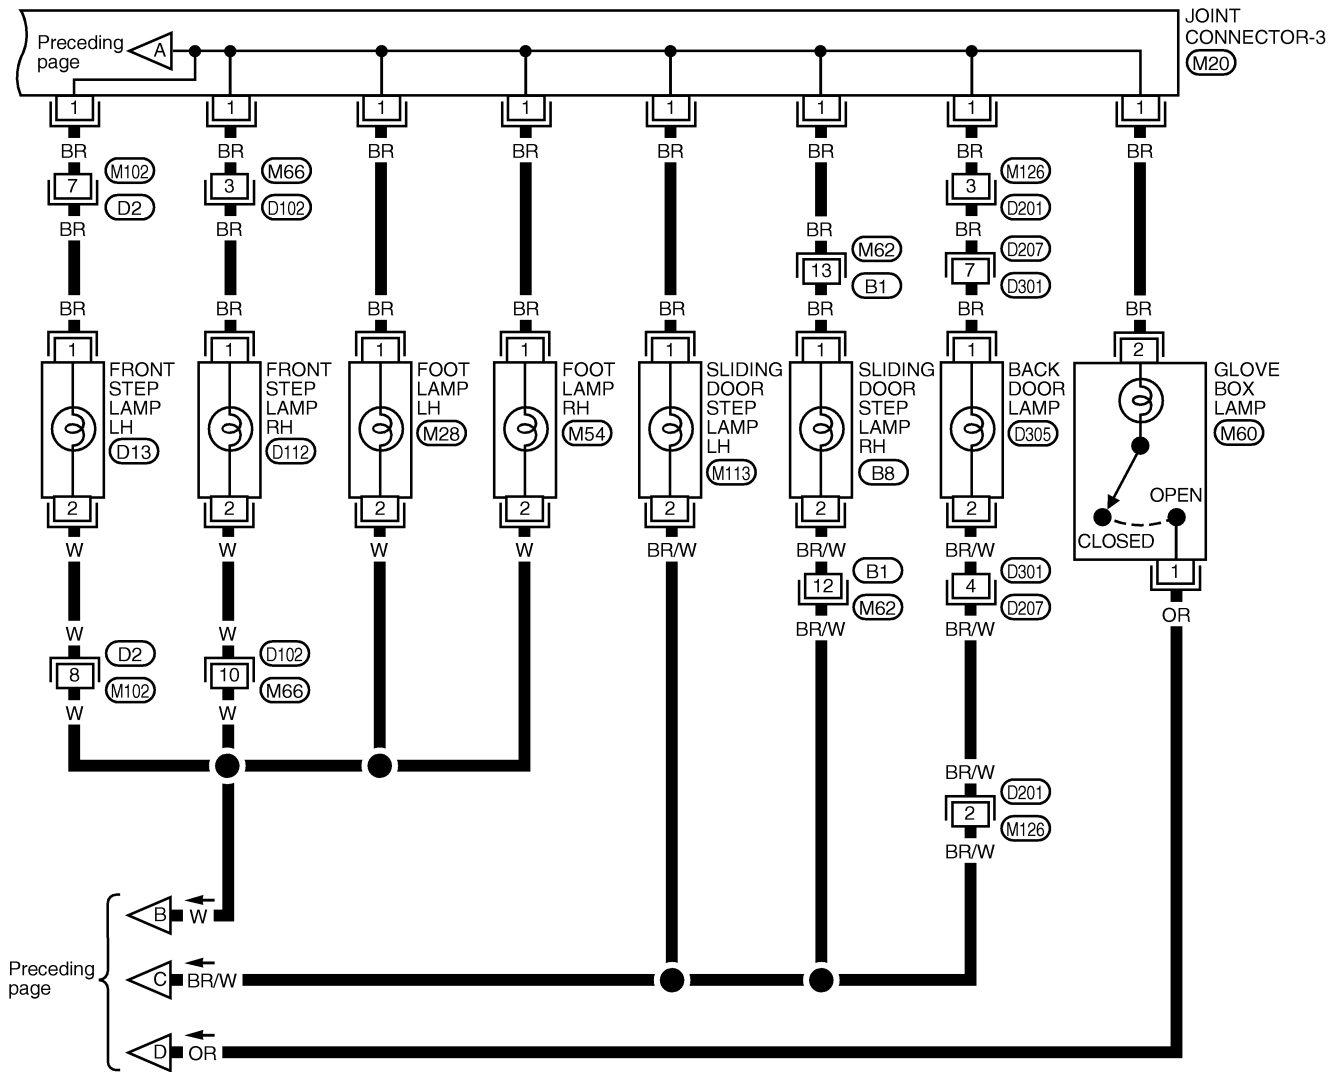 JOINT
CONNECTOR-3
M20
Preceding
page
A
1 1 1 1 1 1 1 1
BR BR BR BR BR BR BR BR
7 M102 3 M66 3 M126
D2 D102 D201
BR BR BR BR
M62 D207
13 7
B1 D301
BR BR BR BR BR BR BR BR
1 1 1 1 1 1 1 2
FRONT
STEP
LAMP
LH
D13
FRONT
STEP
LAMP
RH
D112
FOOT
LAMP
LH
M28
FOOT
LAMP
RH
M54
SLIDING
DOOR
STEP
LAMP
LH
M113
SLIDING
DOOR
STEP
LAMP
RH
B8
BACK
DOOR
LAMP
D305
GLOVE
BOX
LAMP
M60
OPEN
CLOSED
2 2 2 2 2 2 2 1
W W W W BR/W BR/W BR/W OR
12 B1 4 D301
M62 D207
BR/W BR/W
W W
8 D2 10 D102
M102 M66
W W
BR/W
2 D201
M126
BR/W
B W
Preceding
page
C BR/W
D OR